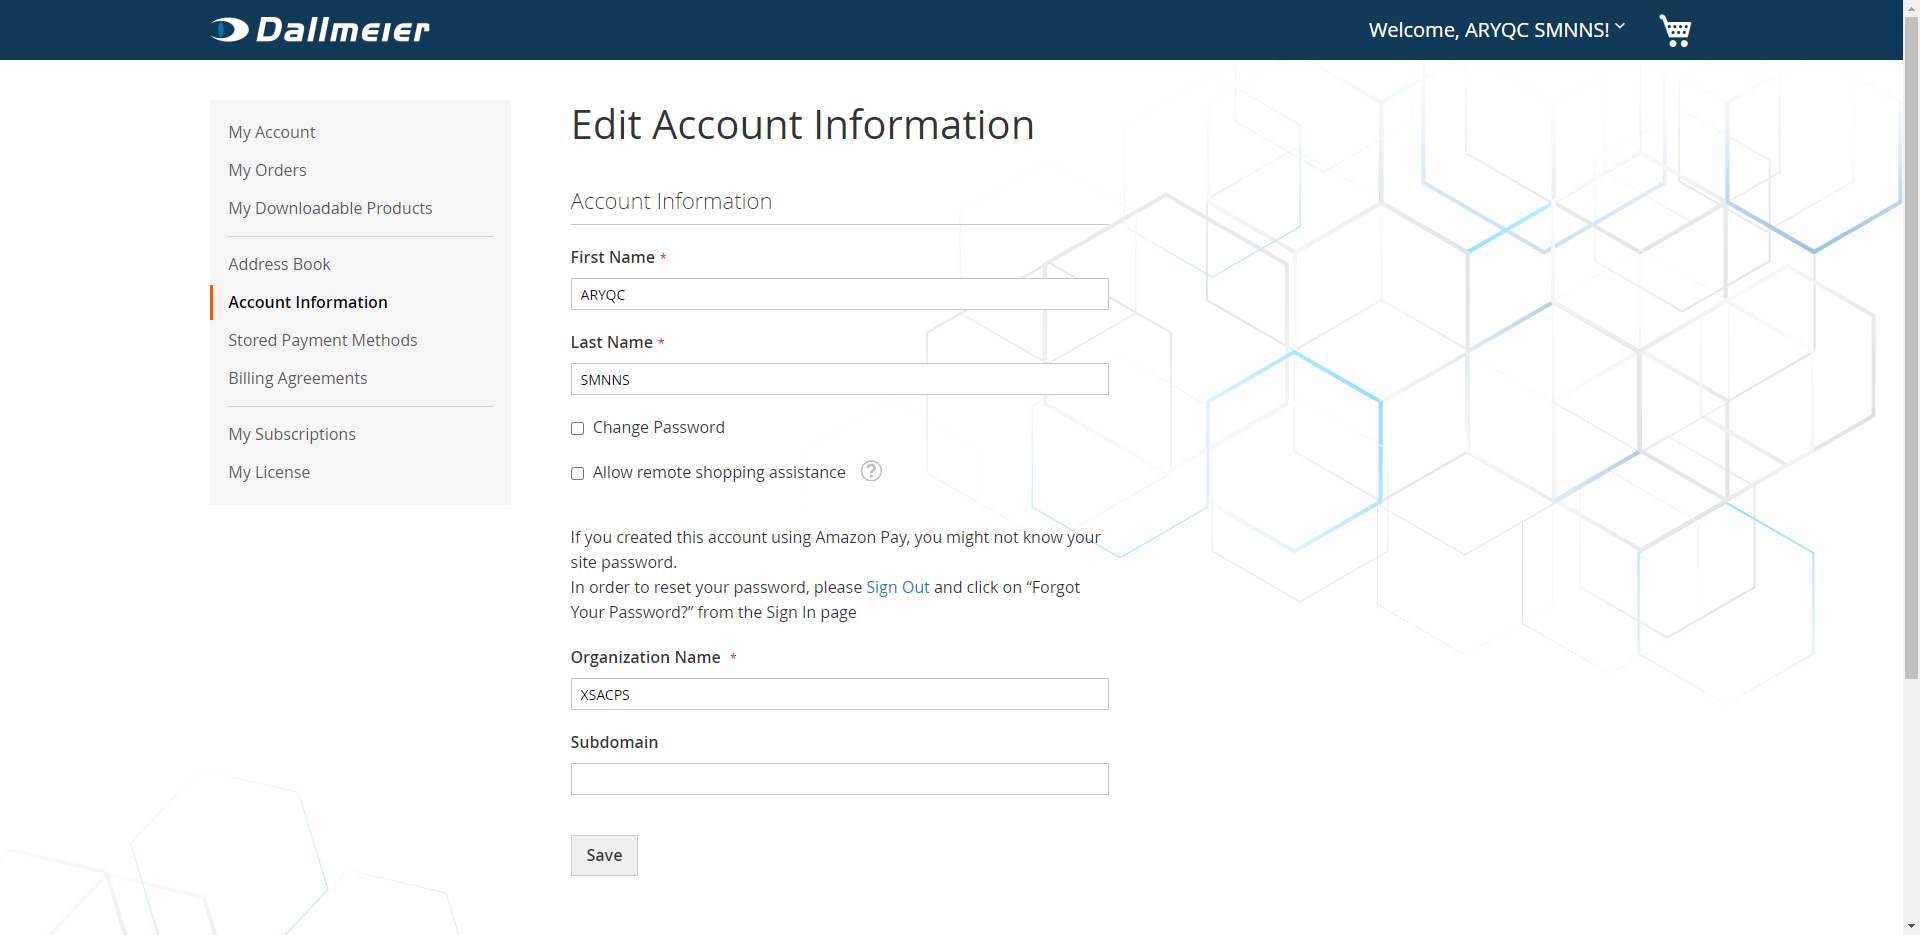 Dallmeier
Welcome, ARYQC SMNNS!
My Account
My Orders
My Downloadable Products
Address Book
Account Information
Stored Payment Methods
Billing Agreements
My Subscriptions
My License
Edit Account Information
Account Information
First Name *
ARYQC
Last Name *
SMNNS
Change Password
Allow remote shopping assistance ?
If you created this account using Amazon Pay, you might not know your
site password.
In order to reset your password, please Sign Out and click on “Forgot
Your Password?” from the Sign In page
Organization Name *
XSACPS
Subdomain
Save